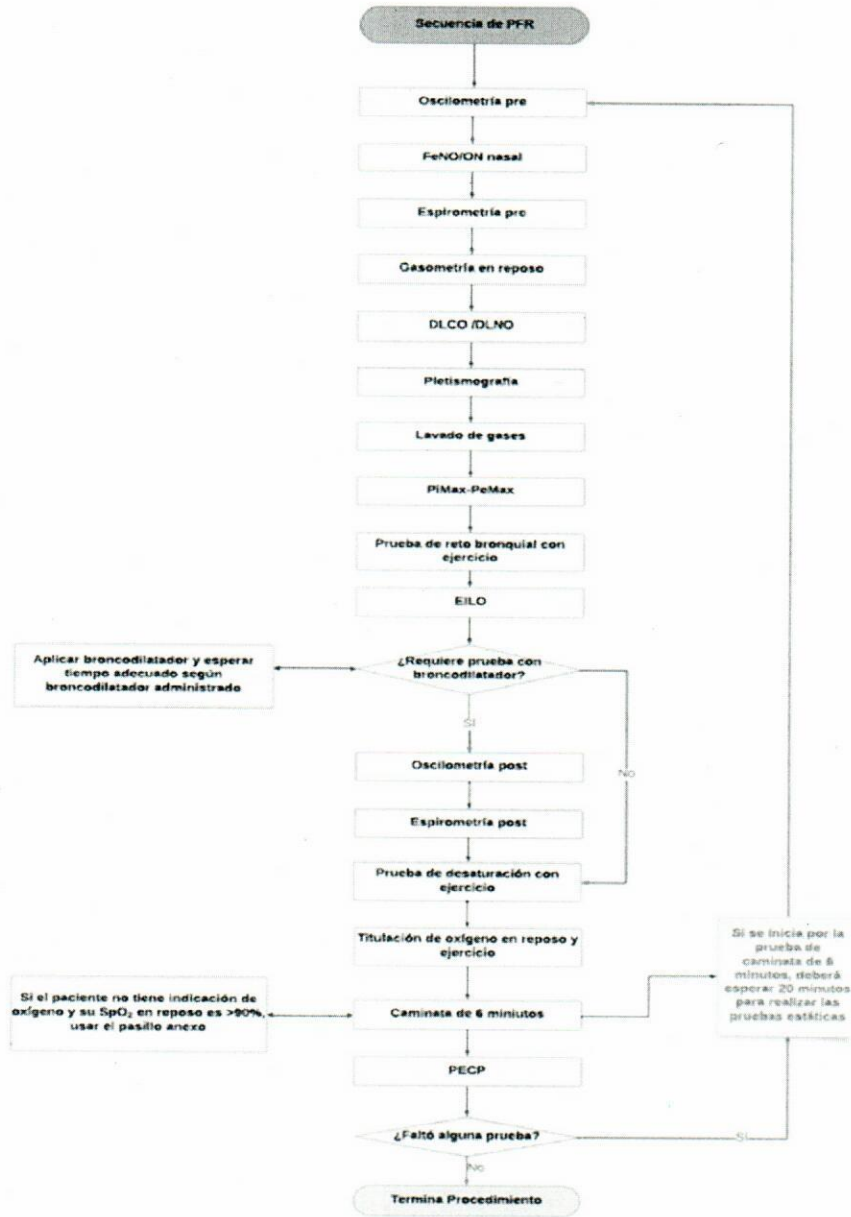 Secuencia de PFR
Oscilometría pre
FeNO/ON nasal
Espirometría pre
Gasometría en reposo
DLCO /DLNO
Pletismografía
Lavado de gases
PiMax-PeMax
Prueba de reto bronquial con
ejercicio
EILO
Aplicar broncodilatador y esperar
tiempo adecuado según
broncodilatador administrado
¿Requiere prueba con
broncodilatador?
SI
No
Oscilometría post
Espirometría post
Prueba de desaturación con
ejercicio
Titulación de oxígeno en reposo y
ejercicio
Si se inicia por la
prueba de
caminata de 6
minutos, deberá
esperar 20 minutos
para realizar las
pruebas estáticas
Si el paciente no tiene indicación de
oxígeno y su SpO₂ en reposo es >90%,
usar el pasillo anexo
Caminata de 6 miniutos
PECP
¿Faltó alguna prueba?
SI
No
Termina Procedimiento